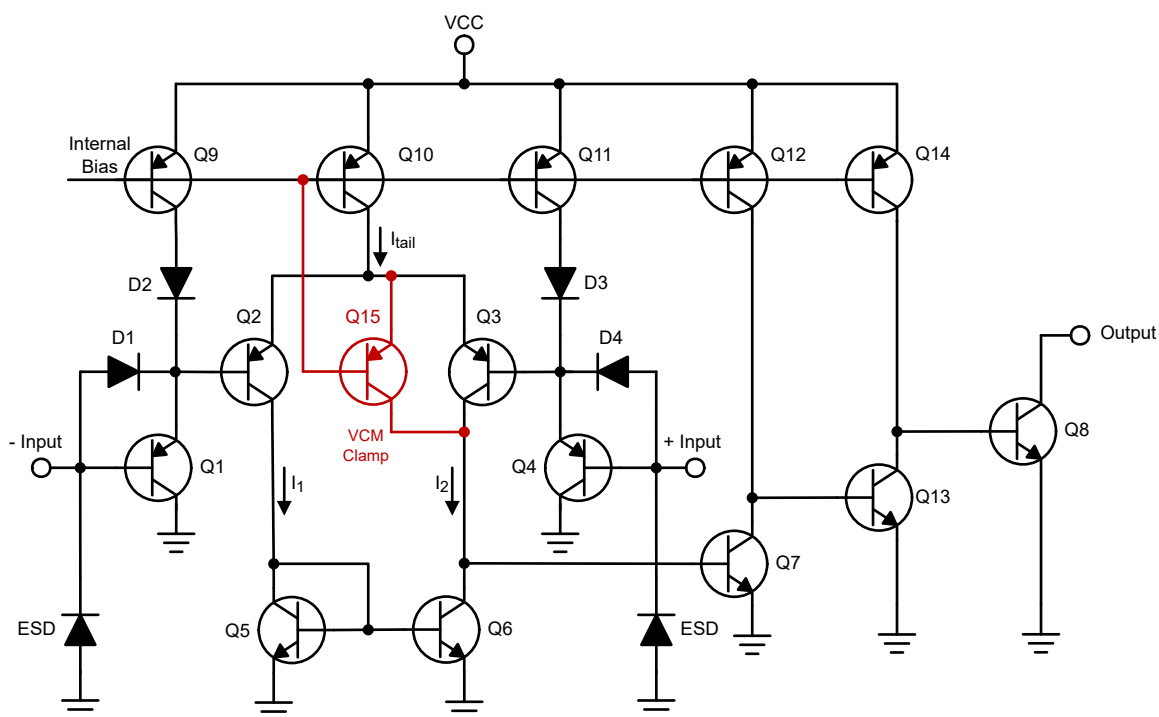 VCC
Internal
Bias
Q9
Q10
Q11
Q12
Q14
Itail
D2
D3
Q2
Q15
Q3
D1
D4
Output
VCM
Clamp
- Input
Q1
Q4
+ Input
Q8
I1
I2
Q13
Q7
ESD
Q5
Q6
ESD